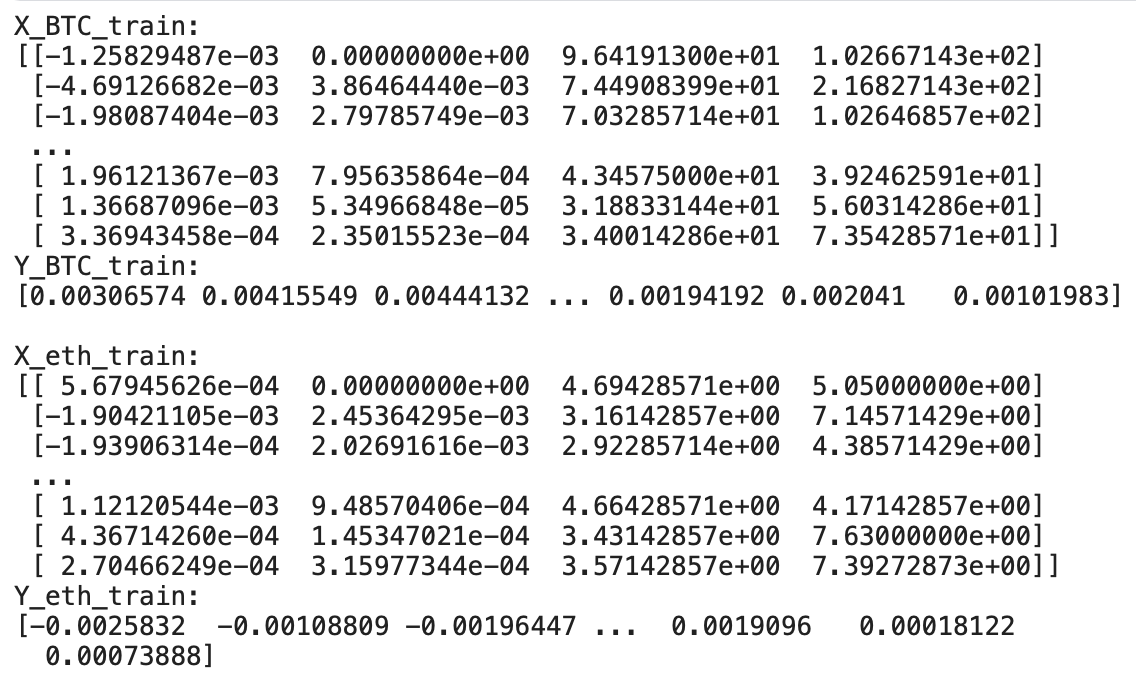 X_BTC_train:
[[-1.25829487e-03  0.00000000e+00  9.64191300e+01  1.02667143e+02]
 [-4.69126682e-03  3.86464440e-03  7.44908399e+01  2.16827143e+02]
 [-1.98087404e-03  2.79785749e-03  7.03285714e+01  1.02646857e+02]
 ...
 [ 1.96121367e-03  7.95635864e-04  4.34575000e+01  3.92462591e+01]
 [ 1.36687096e-03  5.34966848e-05  3.18833144e+01  5.60314286e+01]
 [ 3.36943458e-04  2.35015523e-04  3.40014286e+01  7.35428571e+01]]
Y_BTC_train:
[0.00306574 0.00415549 0.00444132 ... 0.00194192 0.002041   0.00101983]
X_eth_train:
[[ 5.67945626e-04  0.00000000e+00  4.69428571e+00  5.05000000e+00]
 [-1.90421105e-03  2.45364295e-03  3.16142857e+00  7.14571429e+00]
 [-1.93906314e-04  2.02691616e-03  2.92285714e+00  4.38571429e+00]
 ...
 [ 1.12120544e-03  9.48570406e-04  4.66428571e+00  4.17142857e+00]
 [ 4.36714260e-04  1.45347021e-04  3.43142857e+00  7.63000000e+00]
 [ 2.70466249e-04  3.15977344e-04  3.57142857e+00  7.39272873e+00]]
Y_eth_train:
[-0.0025832  -0.00108809 -0.00196447 ...  0.0019096   0.00018122
  0.00073888]